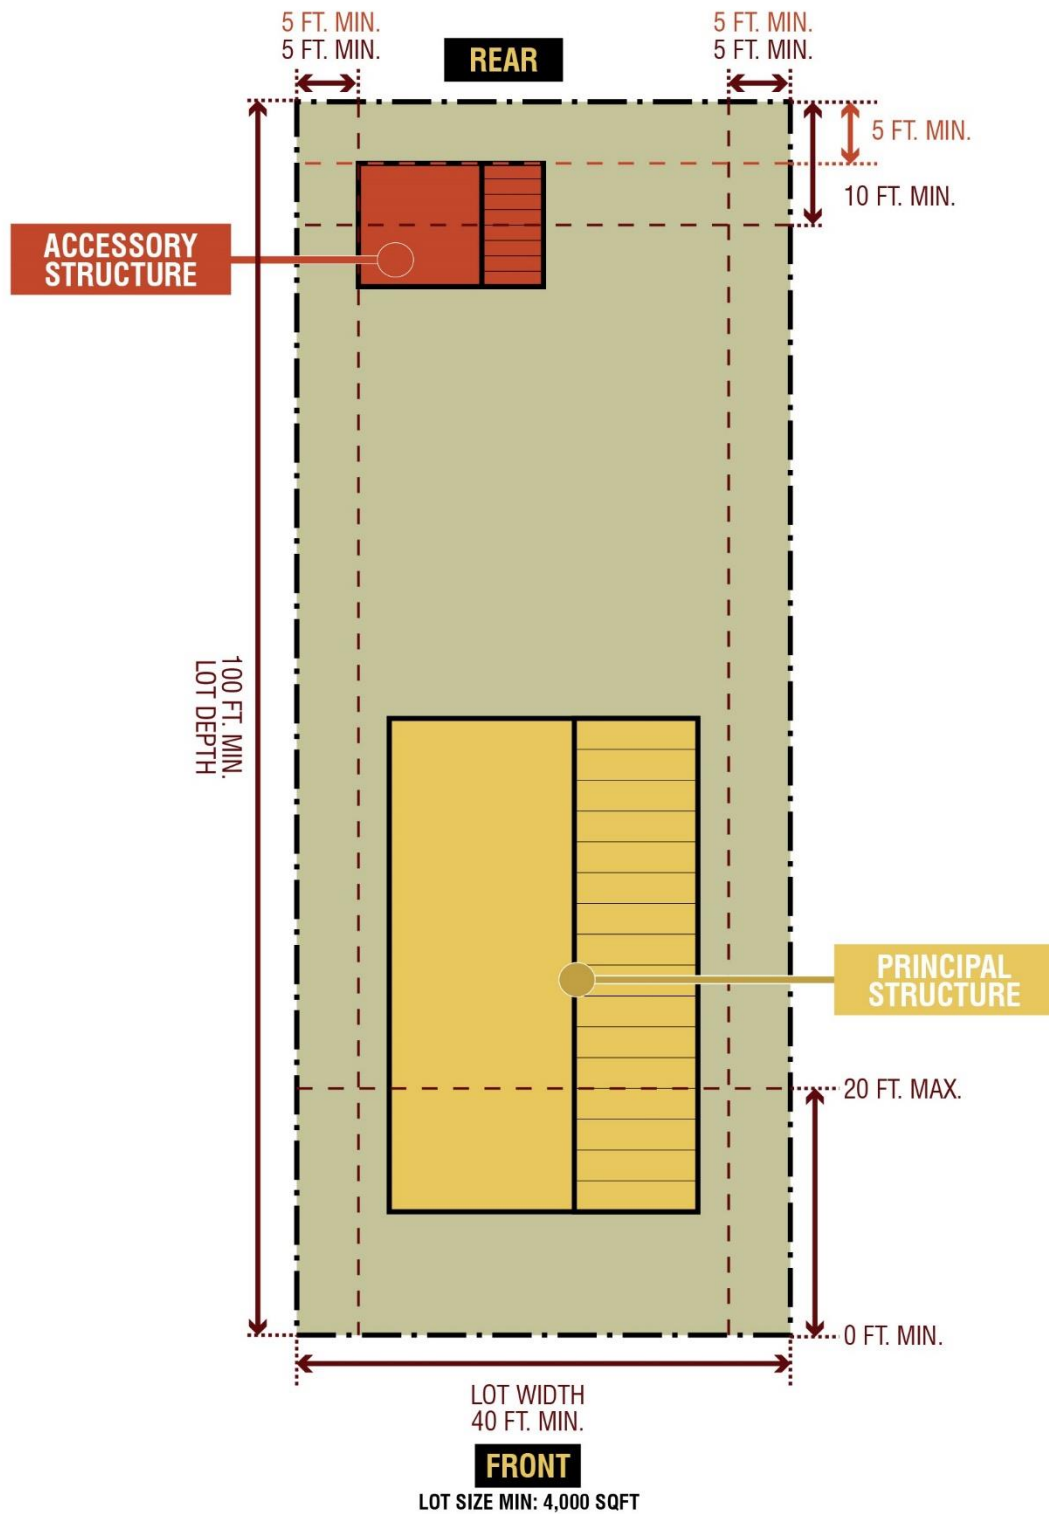 5 FT. MIN.
5 FT. MIN.
REAR
5 FT. MIN.
5 FT. MIN.
5 FT. MIN.
10 FT. MIN.
ACCESSORY
STRUCTURE
100 FT. MIN.
LOT DEPTH
PRINCIPAL
STRUCTURE
20 FT. MAX.
0 FT. MIN.
LOT WIDTH
40 FT. MIN.
FRONT
LOT SIZE MIN: 4,000 SQFT